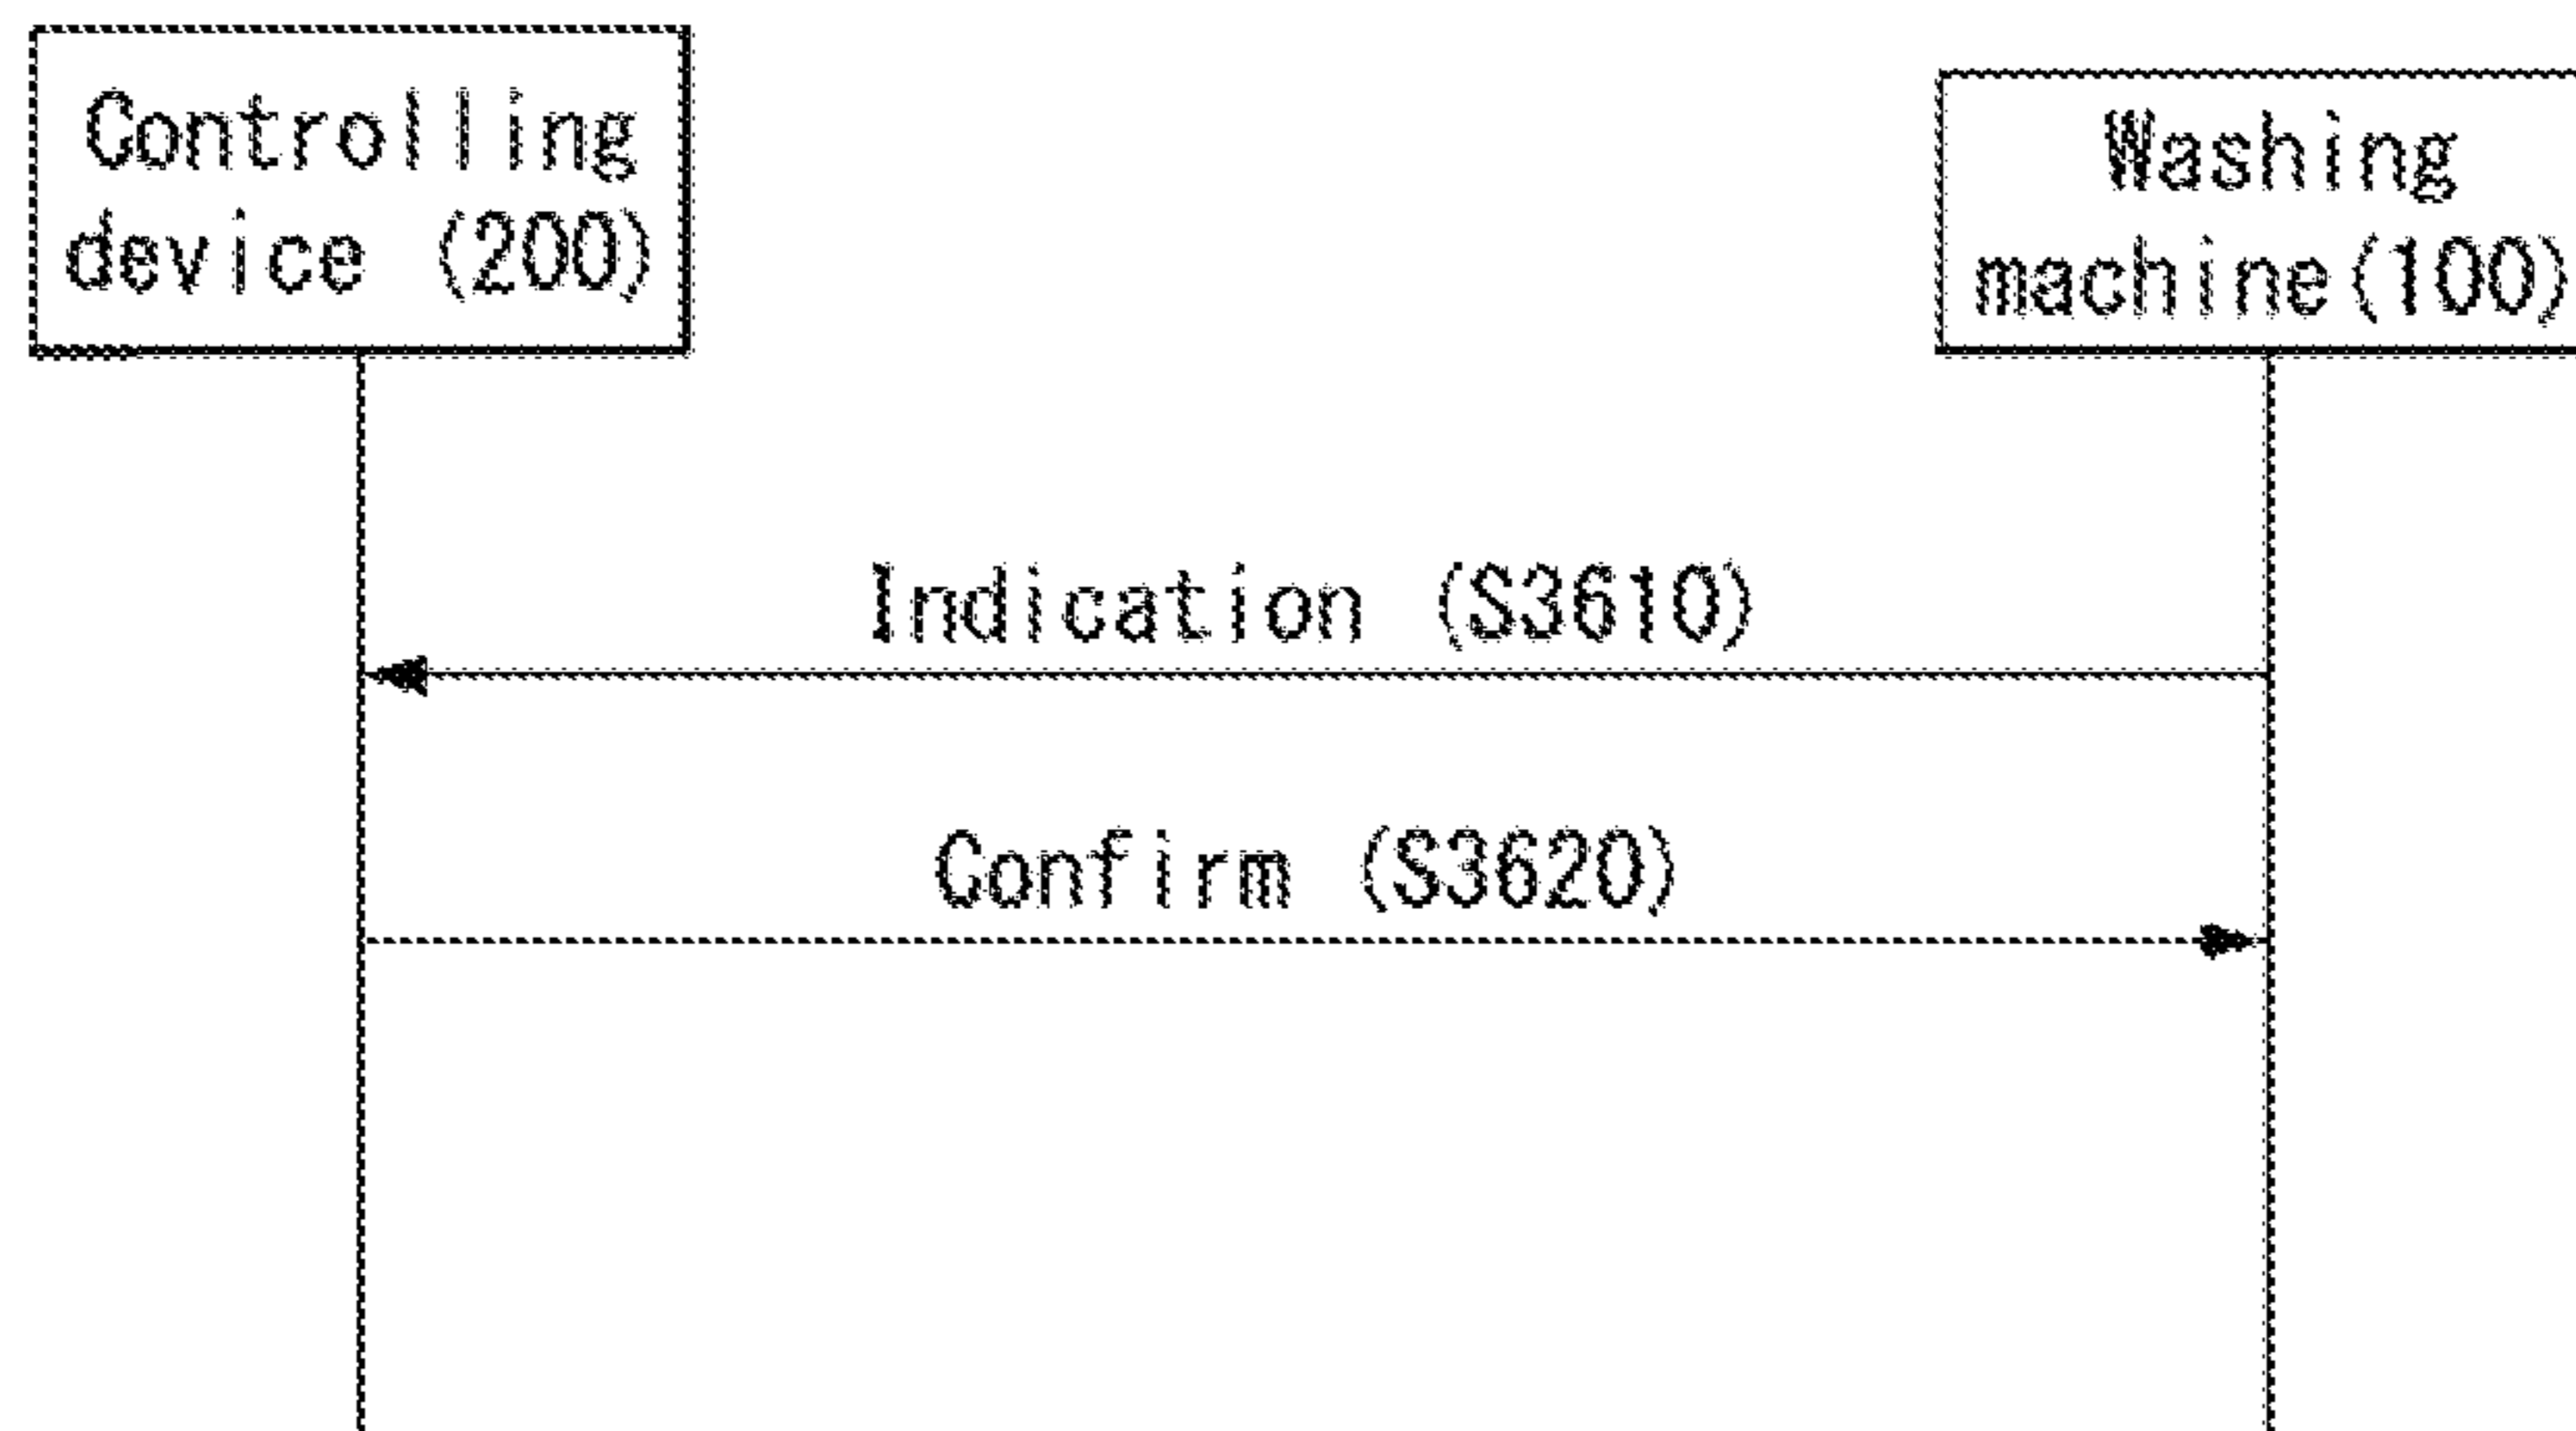 Controlling
device (200)
Washing
machine(100)
Indication (S3610)
Confirm (S3620)